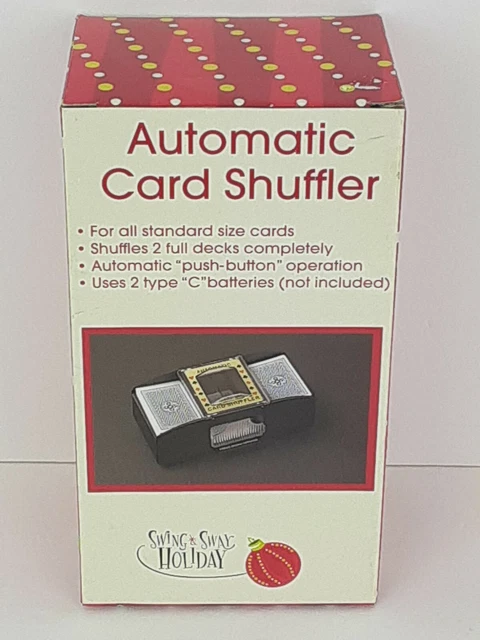 Automatic
Card Shuffler
• For all standard size cards
• Shuffles 2 full decks completely
• Automatic "push-button" operation
• Uses 2 type "C"batteries (not included)
AUTOMATIC
CARD SHUFFLER
SWING & SWAY
HOLIDAY